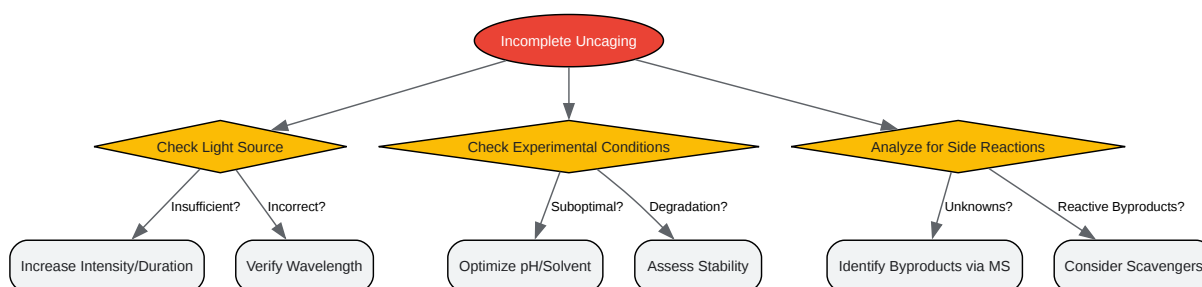 Incomplete Uncaging
Check Light Source
Check Experimental Conditions
Analyze for Side Reactions
Insufficient?
Incorrect?
Suboptimal?
Degradation?
Unknowns?
Reactive Byproducts?
Increase Intensity/Duration
Verify Wavelength
Optimize pH/Solvent
Assess Stability
Identify Byproducts via MS
Consider Scavengers